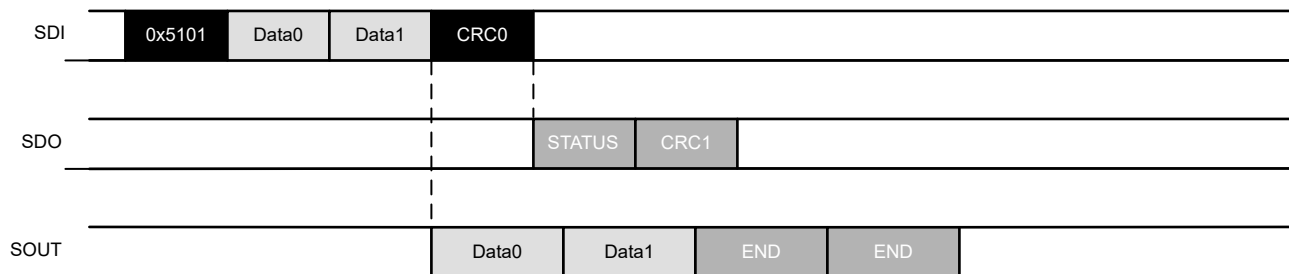 SDI 0x5101 Data0 Data1 CRC0
SDO STATUS CRC1
SOUT Data0 Data1 END END